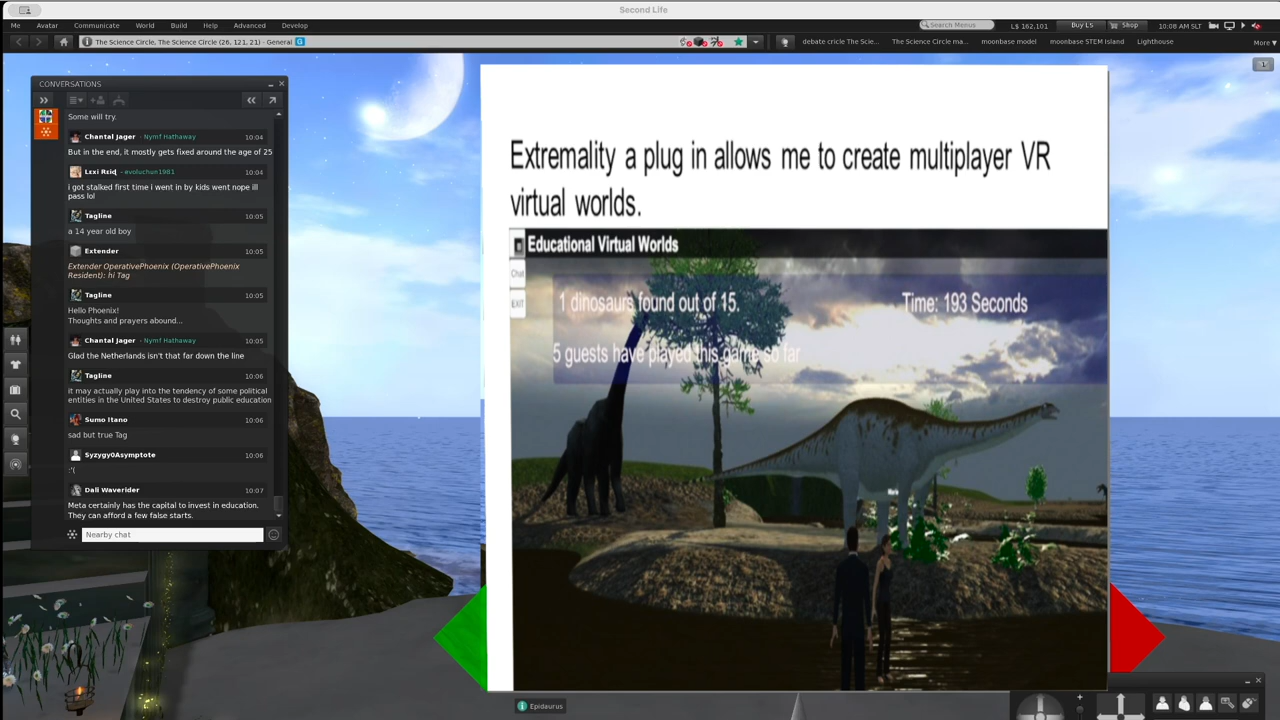 Second Life
Me Avatar Communicate World Build Help Advanced Develop
Search Menus
L$ 162,101
Buy L$
Shop
10:08 AM SLT
The Science Circle, The Science Circle (26, 121, 21) - General G
debate cricle The Scie...
The Science Circle ma...
moonbase model
moonbase STEM Island
Lighthouse
More
CONVERSATIONS
Some will try.
Chantal Jager - Nymf Hathaway 10:04
But in the end, it mostly gets fixed around the age of 25
evoluchun1981 10:04
i got stalked first time i went in by kids went nope ill
pass lol
Tagline 10:05
a 14 year old boy
Extender 10:05
Extender OperativePhoenix (OperativePhoenix
Resident): hi Tag
Tagline 10:05
Hello Phoenix!
Thoughts and prayers abound...
Chantal Jager - Nymf Hathaway 10:05
Glad the Netherlands isn't that far down the line
Tagline 10:06
it may actually play into the tendency of some political
entities in the United States to destroy public education
Sumo Itano 10:06
sad but true Tag
Syzygy0Asymptote 10:06
:'(
Dali Waverider 10:07
Meta certainly has the capital to invest in education.
They can afford a few false starts.
Nearby chat
Extremality a plug in allows me to create multiplayer VR
virtual worlds.
Educational Virtual Worlds
Chat
EXIT
1 dinosaurs found out of 15.
Time: 193 Seconds
5 guests have played this game so far
Epidaurus